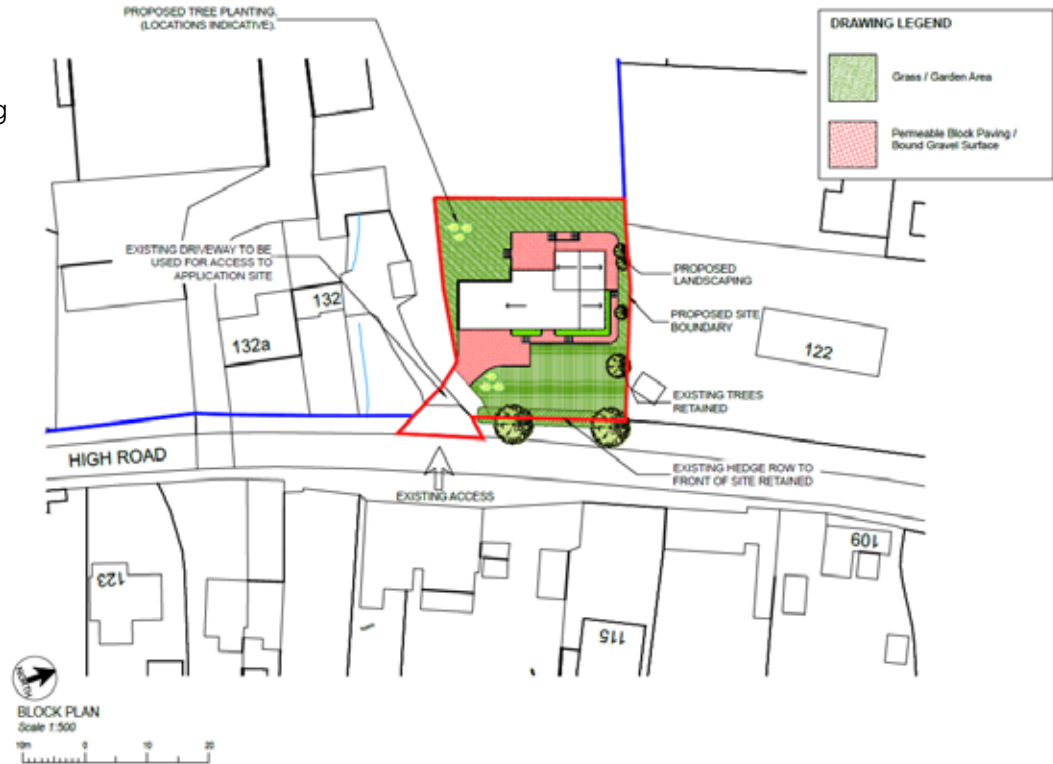 PROPOSED TREE PLANTING.
(LOCATIONS INDICATIVE).
DRAWING LEGEND
Grass / Garden Area
Permeable Block Paving /
Bound Gravel Surface
g
EXISTING DRIVEWAY TO BE
USED FOR ACCESS TO
APPLICATION SITE
PROPOSED
LANDSCAPING
PROPOSED SITE
BOUNDARY
132
132a
122
EXISTING TREES
RETAINED
HIGH ROAD
EXISTING HEDGE ROW TO
FRONT OF SITE RETAINED
EXISTING ACCESS
109
123
115
NORTH
BLOCK PLAN
Scale 1:500
10m 0 10 20